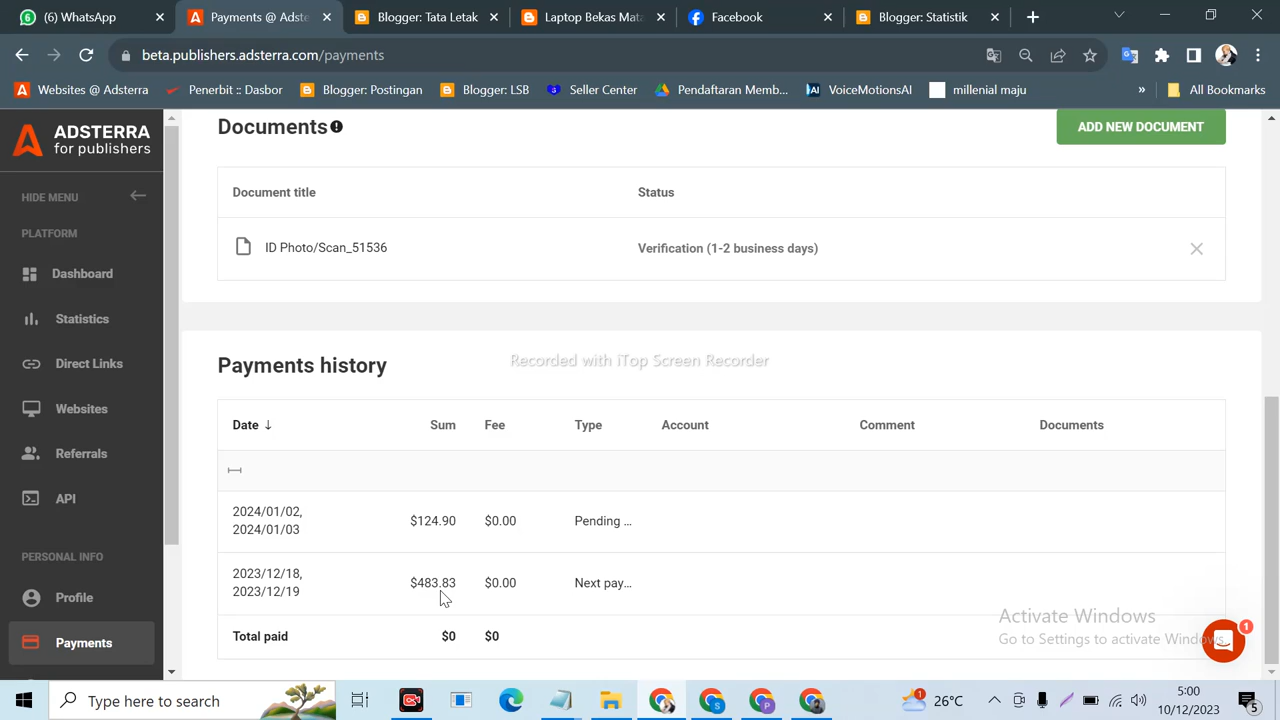 (6) WhatsApp
Payments @ Adste
Blogger: Tata Letak
Laptop Bekas Mat
Facebook
Blogger: Statistik
beta.publishers.adsterra.com/payments
Websites @ Adsterra
Penerbit :: Dasbor
Blogger: Postingan
Blogger: LSB
Seller Center
Pendaftaran Memb...
VoiceMotionsAI
millenial maju
»
All Bookmarks
ADSTERRA
for publishers
HIDE MENU
PLATFORM
Dashboard
Statistics
Direct Links
Websites
Referrals
API
PERSONAL INFO
Profile
Payments
Documents
ADD NEW DOCUMENT
Document title Status
ID Photo/Scan_51536 Verification (1-2 business days)
Payments history
Recorded with iTop Screen Recorder
Date ↓ Sum Fee Type Account Comment Documents
2024/01/02,
2024/01/03
$124.90 $0.00 Pending ...
2023/12/18,
2023/12/19
$483.83 $0.00 Next pay...
Total paid $0 $0
Activate Windows
Go to Settings to activate Windows.
1
Type here to search
1
26°C
5:00
10/12/2023
5